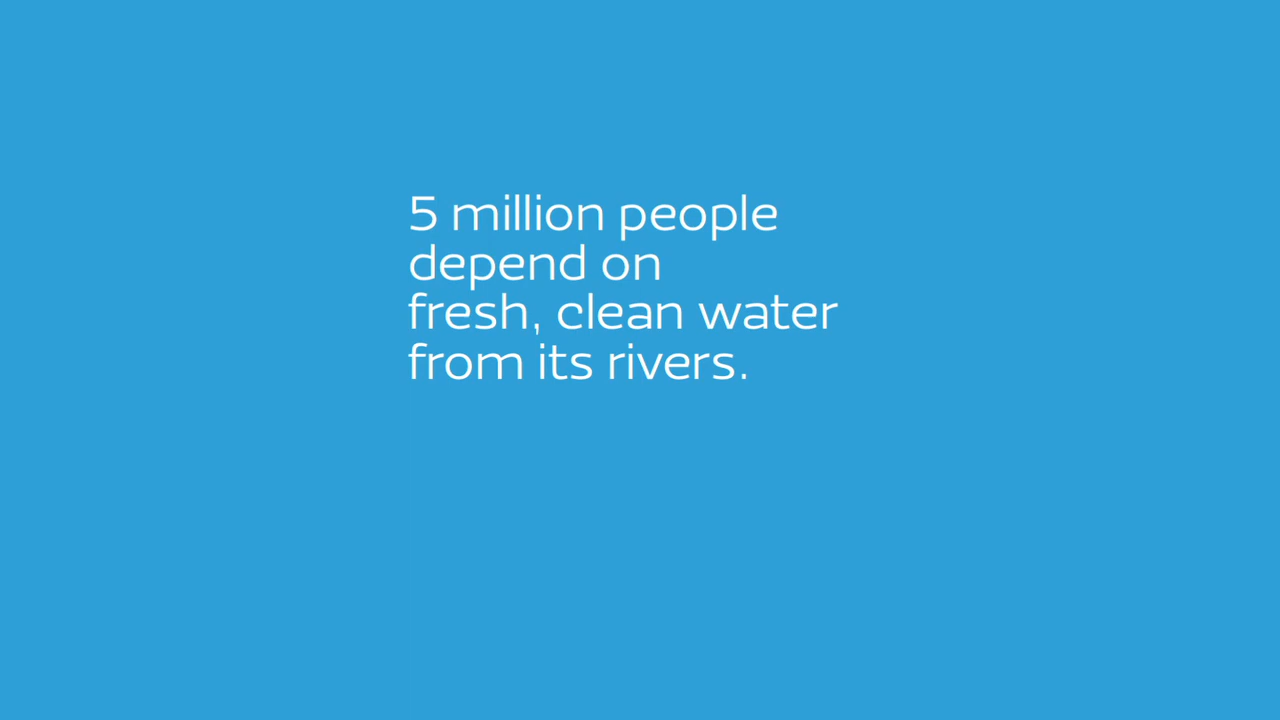 5 million people
depend on
fresh, clean water
from its rivers.